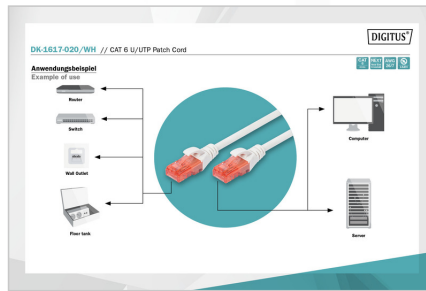 DIGITUS®
DK-1617-020/WH // CAT 6 U/UTP Patch Cord
Anwendungsbeispiel
Example of use
Router
Switch
Wall Outlet
Floor tank
Computer
Server